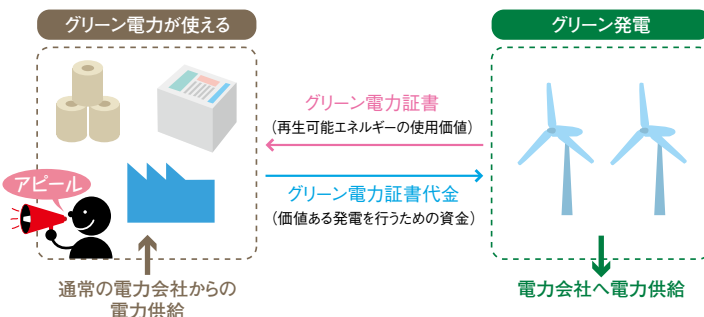 グリーン電力が使える
グリーン発電
グリーン電力証書
（再生可能エネルギーの使用価値）
アピール
グリーン電力証書代金
（価値ある発電を行うための資金）
通常の電力会社からの
電力供給
電力会社へ電力供給